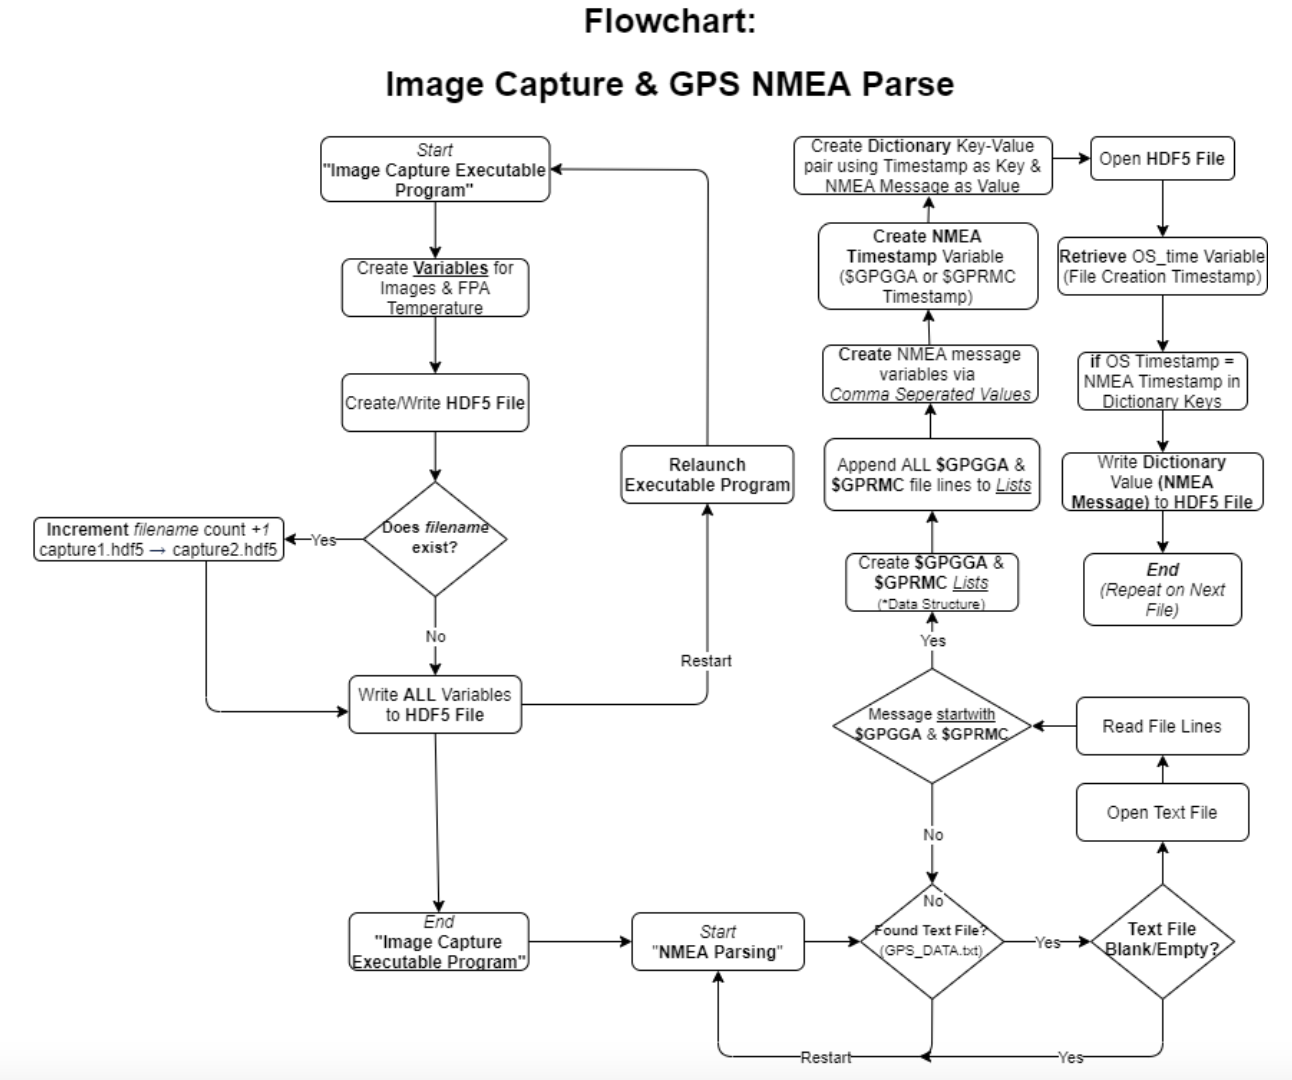 Flowchart:
Image Capture & GPS NMEA Parse
Start
"Image Capture Executable
Program"
Create Variables for
Images & FPA
Temperature
Create/Write HDF5 File
Does filename
exist?
Yes
Increment filename count +1
capture1.hdf5 → capture2.hdf5
No
Write ALL Variables
to HDF5 File
Restart
Relaunch
Executable Program
End
"Image Capture
Executable Program"
Start
"NMEA Parsing"
No
Found Text File?
(GPS_DATA.txt)
Yes
Text File
Blank/Empty?
Yes
Restart
Open Text File
Read File Lines
Message startwith
$GPGGA & $GPRMC
No
Yes
Create $GPGGA &
$GPRMC Lists
(*Data Structure)
Append ALL $GPGGA &
$GPRMC file lines to Lists
Create NMEA message
variables via
Comma Seperated Values
Create NMEA
Timestamp Variable
($GPGGA or $GPRMC
Timestamp)
Create Dictionary Key-Value
pair using Timestamp as Key &
NMEA Message as Value
Open HDF5 File
Retrieve OS_time Variable
(File Creation Timestamp)
if OS Timestamp =
NMEA Timestamp in
Dictionary Keys
Write Dictionary
Value (NMEA
Message) to HDF5 File
End
(Repeat on Next
File)